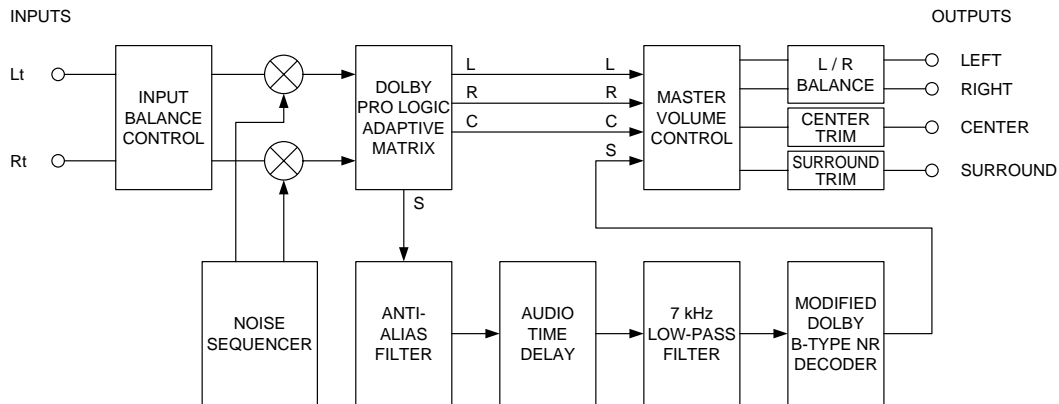 INPUTS
OUTPUTS
Lt
Rt
INPUT
BALANCE
CONTROL
DOLBY
PRO LOGIC
ADAPTIVE
MATRIX
L
R
C
S
L
R
C
S
MASTER
VOLUME
CONTROL
L / R
BALANCE
CENTER
TRIM
SURROUND
TRIM
LEFT
RIGHT
CENTER
SURROUND
NOISE
SEQUENCER
ANTI-
ALIAS
FILTER
AUDIO
TIME
DELAY
7 kHz
LOW-PASS
FILTER
MODIFIED
DOLBY
B-TYPE NR
DECODER